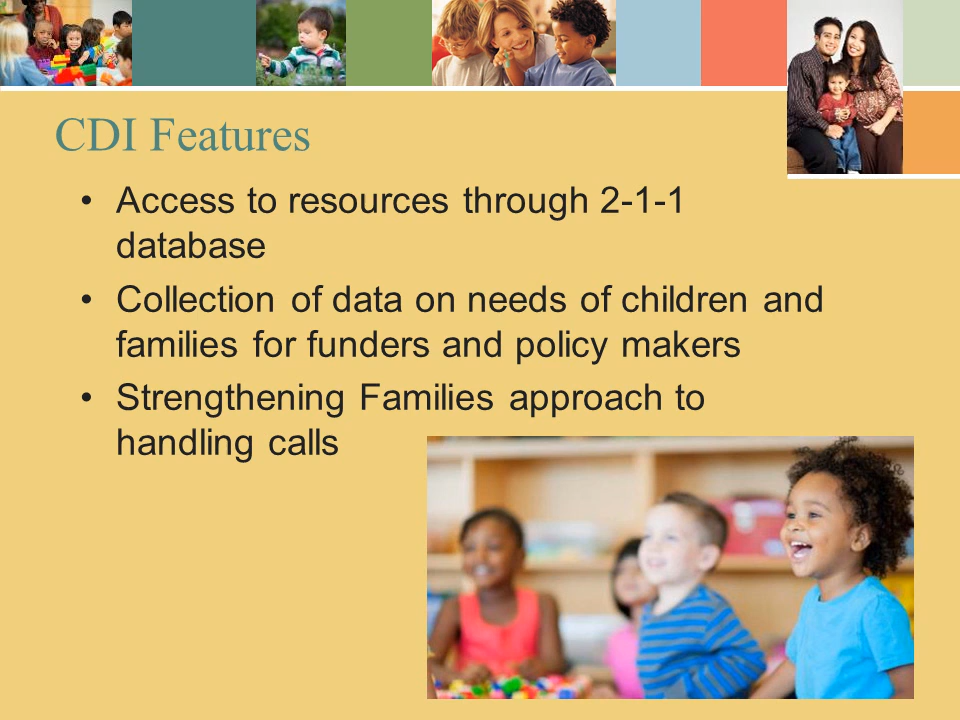 CDI Features
• Access to resources through 2-1-1
database
• Collection of data on needs of children and
families for funders and policy makers
• Strengthening Families approach to
handling calls